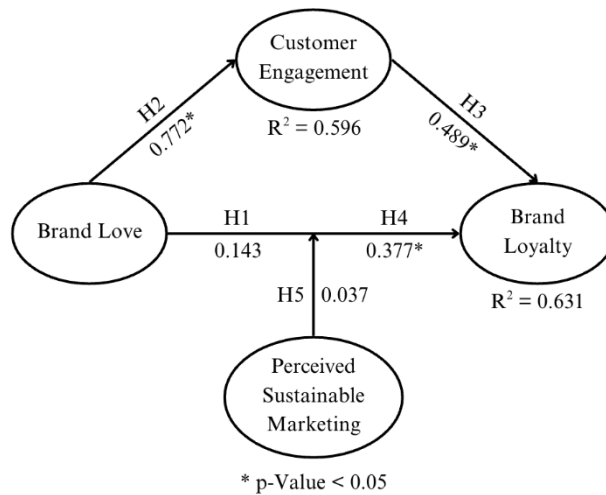 Customer
Engagement
R² = 0.596
H2
0.772*
H3
0.489*
Brand Love
H1
0.143
H4
0.377*
Brand
Loyalty
R² = 0.631
H5
0.037
Perceived
Sustainable
Marketing
* p-Value < 0.05